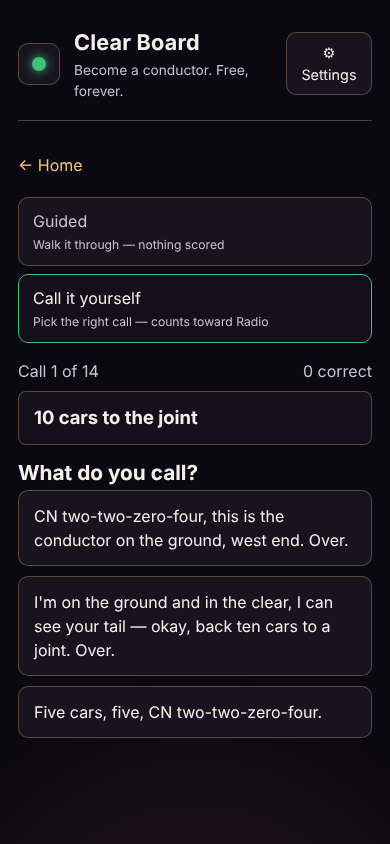 Clear Board
Become a conductor. Free,
forever.
⚙
Settings
← Home
Guided
Walk it through — nothing scored
Call it yourself
Pick the right call — counts toward Radio
Call 1 of 14
0 correct
10 cars to the joint
What do you call?
CN two-two-zero-four, this is the
conductor on the ground, west end. Over.
I'm on the ground and in the clear, I can
see your tail — okay, back ten cars to a
joint. Over.
Five cars, five, CN two-two-zero-four.